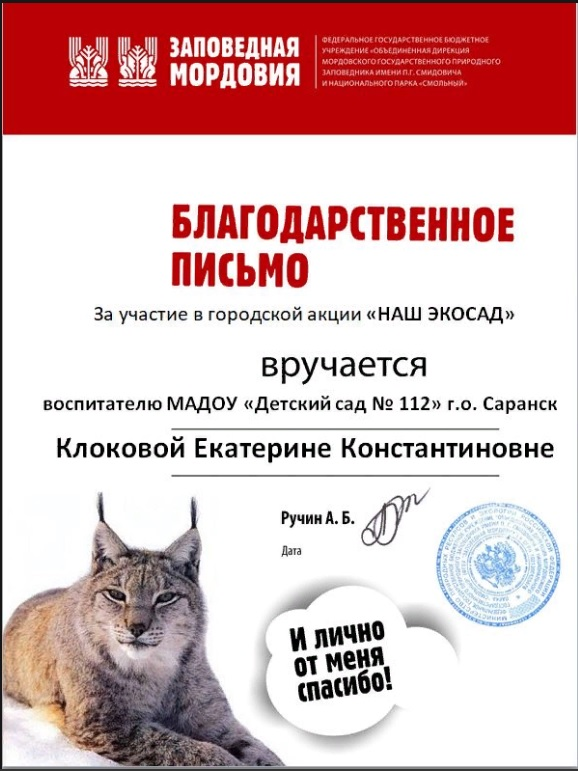 ЗАПОВЕДНАЯ
МОРДОВИЯ
ФЕДЕРАЛЬНОЕ ГОСУДАРСТВЕННОЕ БЮДЖЕТНОЕ
УЧРЕЖДЕНИЕ «ОБЪЕДИНЕННАЯ ДИРЕКЦИЯ
МОРДОВСКОГО ГОСУДАРСТВЕННОГО ПРИРОДНОГО
ЗАПОВЕДНИКА ИМЕНИ П.Г. СМИДОВИЧА
И НАЦИОНАЛЬНОГО ПАРКА «СМОЛЬНЫЙ»
БЛАГОДАРСТВЕННОЕ
ПИСЬМО
За участие в городской акции «НАШ ЭКОСАД»
вручается
воспитателю МАДОУ «Детский сад № 112» г.о. Саранск
Клоковой Екатерине Константиновне
Ручин А. Б.
Дата
И лично
от меня
спасибо!